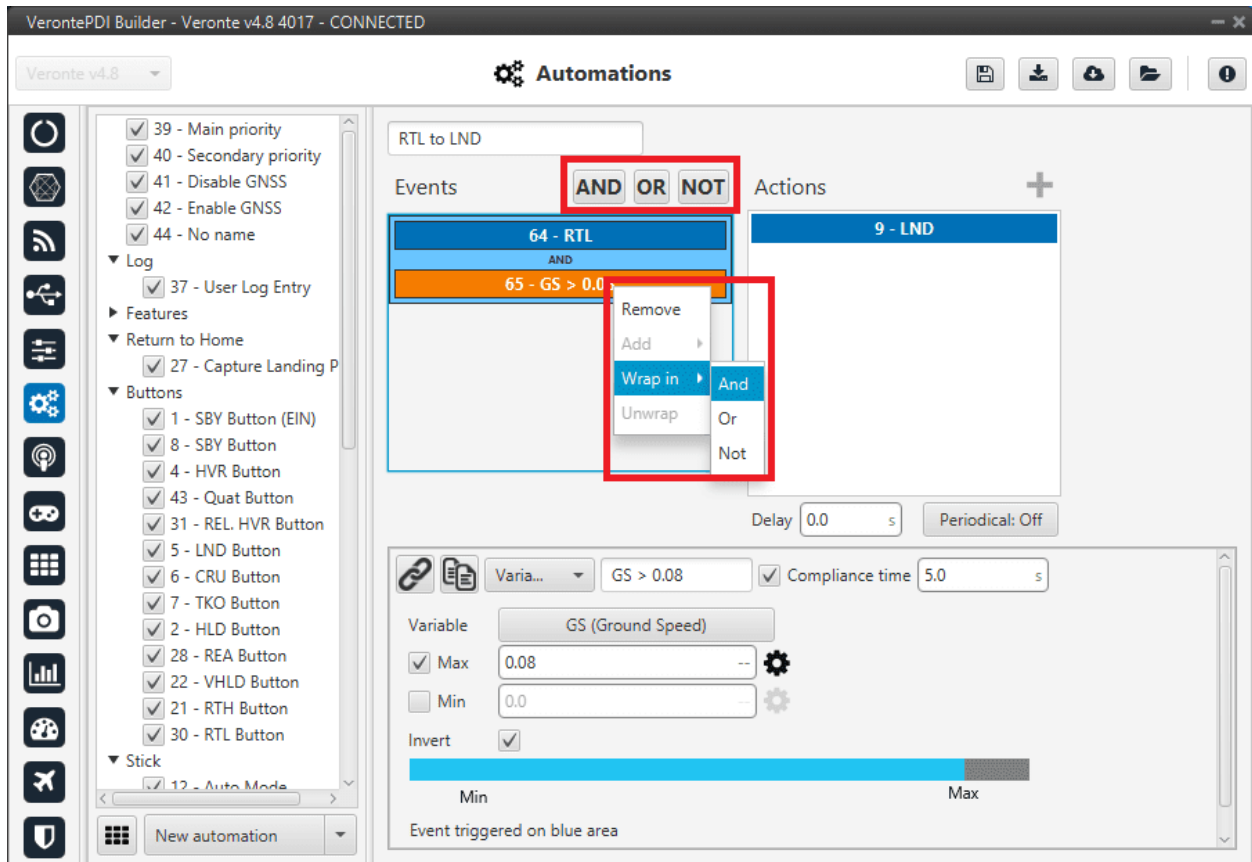 VerontePDI Builder - Veronte v4.8 4017 - CONNECTED
Veronte v4.8
Automations
39 - Main priority
40 - Secondary priority
41 - Disable GNSS
42 - Enable GNSS
44 - No name
Log
37 - User Log Entry
Features
Return to Home
27 - Capture Landing P
Buttons
1 - SBY Button (EIN)
8 - SBY Button
4 - HVR Button
43 - Quat Button
31 - REL. HVR Button
5 - LND Button
6 - CRU Button
7 - TKO Button
2 - HLD Button
28 - REA Button
22 - VHLD Button
21 - RTH Button
30 - RTL Button
Stick
12 - Auto Mode
New automation
RTL to LND
Events AND OR NOT
64 - RTL
AND
65 - GS > 0.0
Remove
Add
Wrap in
Unwrap
And
Or
Not
Actions
9 - LND
Delay 0.0 s Periodical: Off
Varia... GS > 0.08 Compliance time 5.0 s
Variable GS (Ground Speed)
Max 0.08 --
Min 0.0 --
Invert
Min Max
Event triggered on blue area